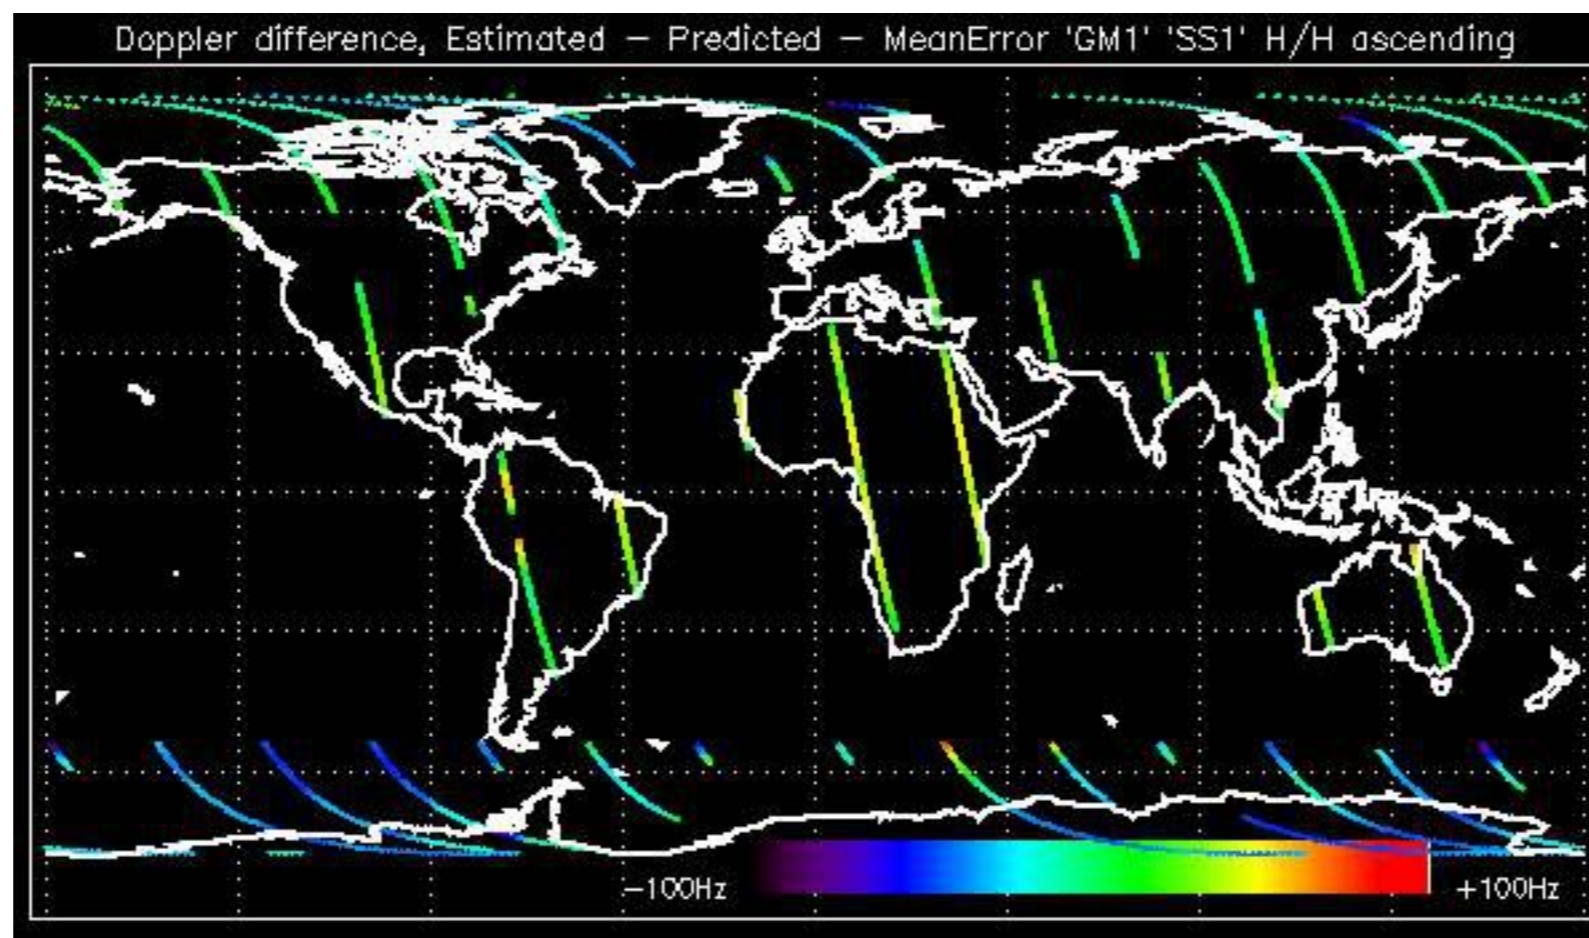 Doppler difference, Estimated – Predicted – MeanError 'GM1' 'SS1' H/H ascending
−100Hz +100Hz